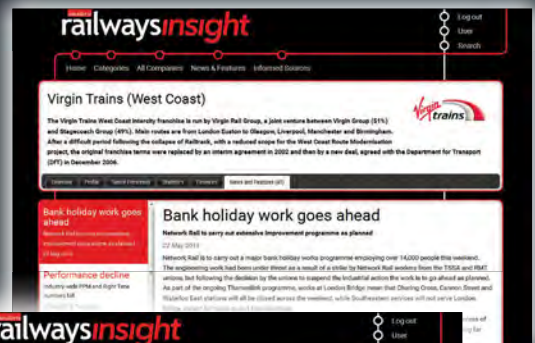 railwaysinsight
Log out
User
Search
Home Categories All Companies News & Features Informed Sources
Virgin Trains (West Coast)
Virgin trains
The Virgin Trains West Coast intercity franchise is run by Virgin Rail Group, a joint venture between Virgin Group (51%)
and Stagecoach Group (49%). Main routes are from London Euston to Glasgow, Liverpool, Manchester and Birmingham.
After a difficult period following the collapse of Railtrack, with a reduced scope for the West Coast Route Modernisation
project, the original franchise terms were replaced by an interim agreement in 2002 and then by a new deal, agreed with the Department for Transport
(DfT) in December 2006.
Bank holiday work goes
ahead
Performance decline
Industry-wide PPM and Right Time
numbers fall
Bank holiday work goes ahead
Network Rail to carry out extensive improvement programme as planned
22 May 2015
Network Rail is to carry out a major bank holiday works programme employing over 14,000 people this weekend.
The engineering work had been under threat as a result of a strike by Network Rail workers from the TSSA and RMT
unions, but following the decision by the unions to suspend the industrial action the work is to go ahead as planned.
As part of the ongoing Thameslink programme, works at London Bridge mean that Charing Cross, Cannon Street and
Waterloo East stations will all be closed across the weekend, while Southeastern services will not serve London
railwaysinsight
Log out
User